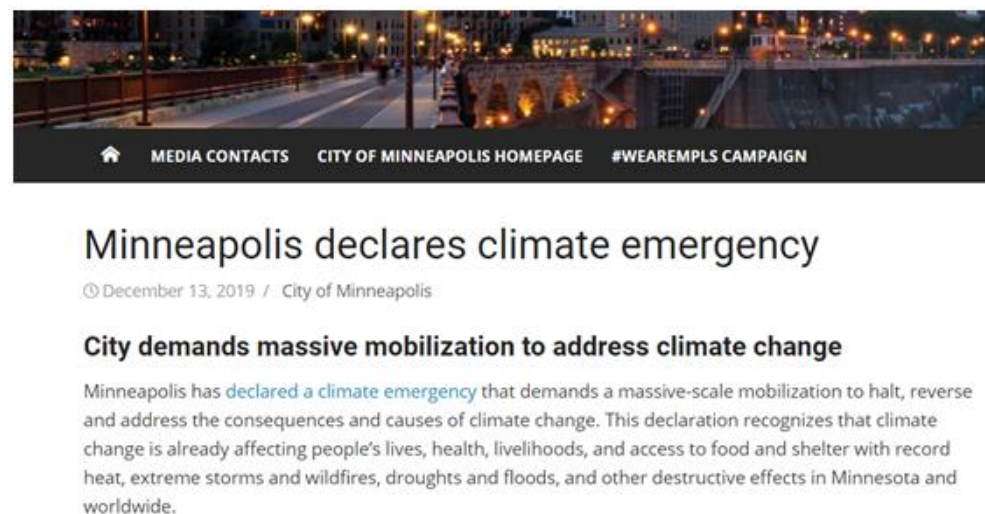 MEDIA CONTACTS CITY OF MINNEAPOLIS HOMEPAGE #WEAREMPLS CAMPAIGN
Minneapolis declares climate emergency
December 13, 2019 / City of Minneapolis
City demands massive mobilization to address climate change
Minneapolis has declared a climate emergency that demands a massive-scale mobilization to halt, reverse
and address the consequences and causes of climate change. This declaration recognizes that climate
change is already affecting people’s lives, health, livelihoods, and access to food and shelter with record
heat, extreme storms and wildfires, droughts and floods, and other destructive effects in Minnesota and
worldwide.